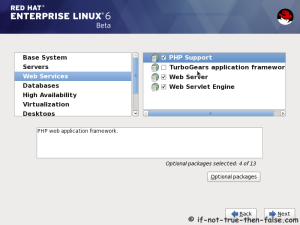 RED HAT
ENTERPRISE LINUX 6
Beta
Base System
Servers
Web Services
Databases
High Availability
Virtualization
Desktops
PHP Support
TurboGears application framewor
Web Server
Web Servlet Engine
PHP web application framework.
Optional packages selected: 4 of 13
Optional packages
Back
Next
© if-not-true-then-false.com